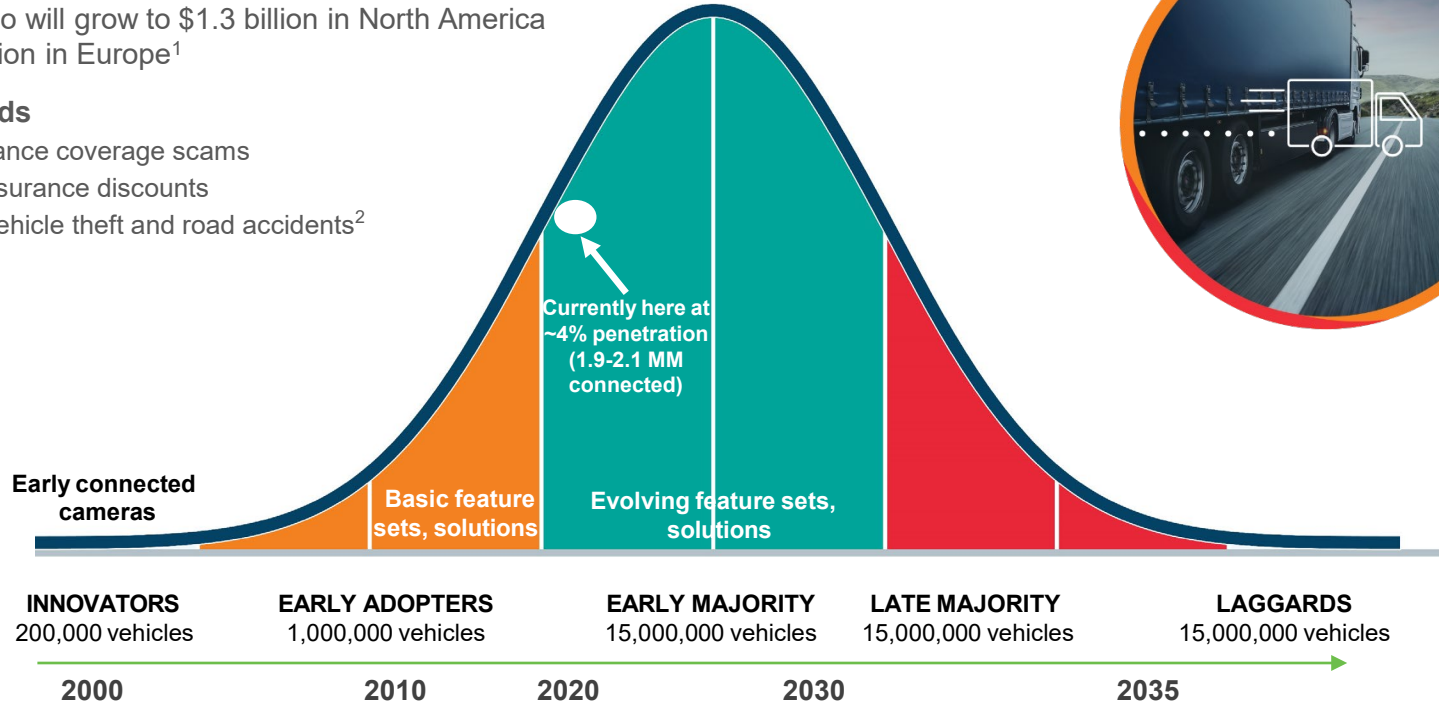 o will grow to $1.3 billion in North America
ion in Europe1
ds
ance coverage scams
surance discounts
ehicle theft and road accidents2
Currently here at
~4% penetration
(1.9-2.1 MM
connected)
Early connected
cameras
Basic feature
sets, solutions
Evolving feature sets,
solutions
INNOVATORS
200,000 vehicles
EARLY ADOPTERS
1,000,000 vehicles
EARLY MAJORITY
15,000,000 vehicles
LATE MAJORITY
15,000,000 vehicles
LAGGARDS
15,000,000 vehicles
2000
2010
2020
2030
2035